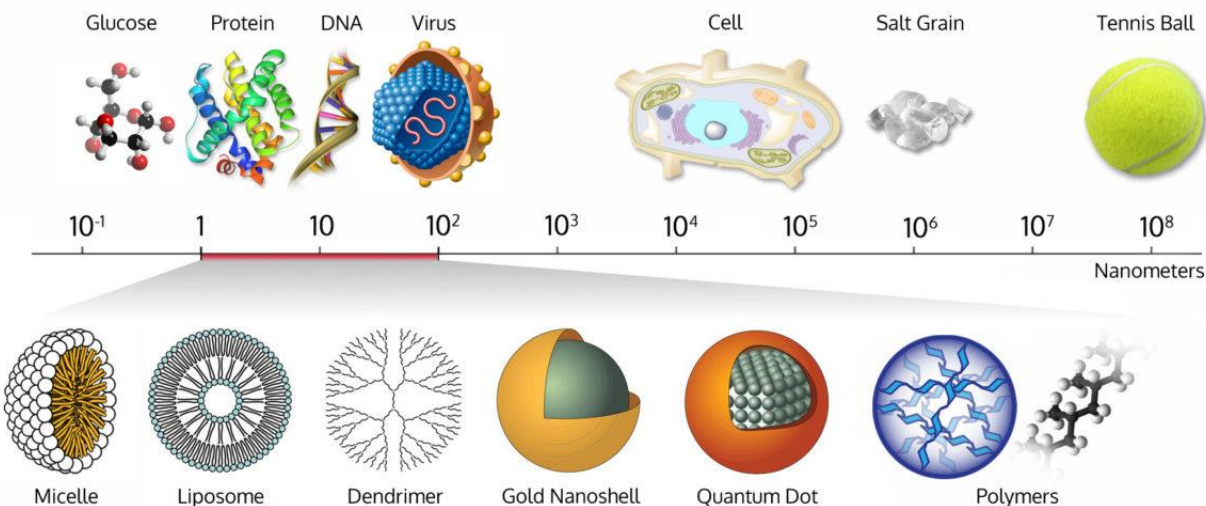 Glucose Protein DNA Virus Cell Salt Grain Tennis Ball
10⁻¹ 1 10 10² 10³ 10⁴ 10⁵ 10⁶ 10⁷ 10⁸
Nanometers
Micelle Liposome Dendrimer Gold Nanoshell Quantum Dot Polymers